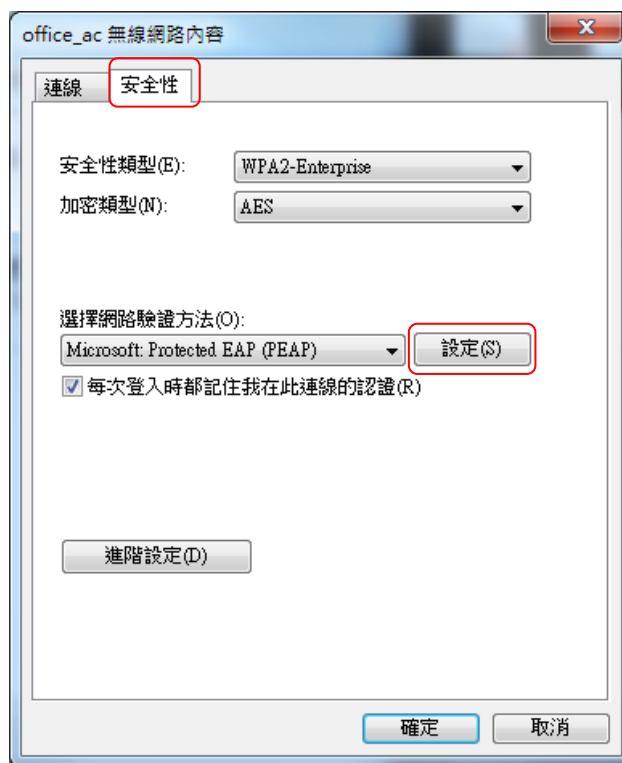 office_ac 無線網路內容
連線 安全性
安全性類型(E): WPA2-Enterprise
加密類型(N): AES
選擇網路驗證方法(O):
Microsoft: Protected EAP (PEAP) 設定(S)
每次登入時都記住我在此連線的認證(R)
進階設定(D)
確定 取消